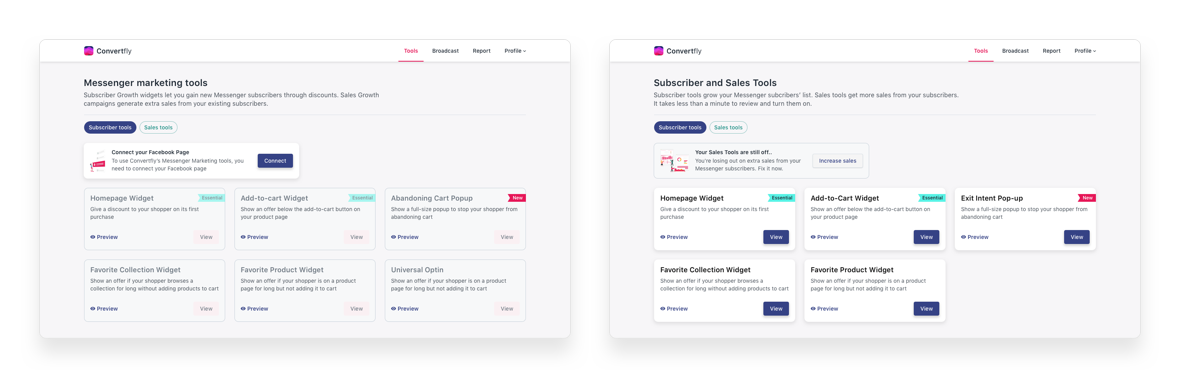 Convertfly
Tools Broadcast Report Profile
Messenger marketing tools
Subscriber Growth widgets let you gain new Messenger subscribers through discounts. Sales Growth
campaigns generate extra sales from your existing subscribers.
Subscriber tools Sales tools
Connect your Facebook Page
To use Convertfly's Messenger Marketing tools, you
need to connect your Facebook page
Connect
Homepage Widget
Essential
Give a discount to your shopper on its first
purchase
Preview
View
Add-to-cart Widget
Essential
Show an offer below the add-to-cart button on
your product page
Preview
View
Abandoning Cart Popup
New
Show a full-size popup to stop your shopper from
abandoning cart
Preview
View
Favorite Collection Widget
Show an offer if your shopper browses a
collection for long without adding products to cart
Preview
View
Favorite Product Widget
Show an offer if your shopper is on a product
page for long but not adding it to cart
Preview
View
Universal Optin
Show an offer if your shopper is on a product
page for long but not adding it to cart
Preview
View
Convertfly
Tools Broadcast Report Profile
Subscriber and Sales Tools
Subscriber tools grow your Messenger subcribers' list. Sales tools get more sales from your subscribers.
It takes less than a minute to review and turn them on.
Subscriber tools Sales tools
Your Sales Tools are still off..
You're losing out on extra sales from your
Messenger subscribers. Fix it now.
Increase sales
Homepage Widget
Essential
Give a discount to your shopper on its first
purchase
Preview
View
Add-to-Cart Widget
Essential
Show an offer below the add-to-cart button on
your product page
Preview
View
Exit Intent Pop-up
New
Show a full-size popup to stop your shopper from
abandoning cart
Preview
View
Favorite Collection Widget
Show an offer if your shopper browses a
collection for long without adding products to cart
Preview
View
Favorite Product Widget
Show an offer if your shopper is on a product
page for long but not adding it to cart
Preview
View